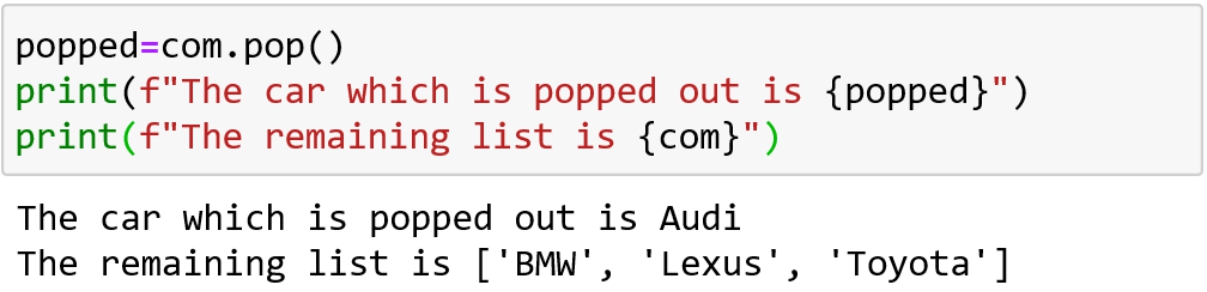 popped=com.pop()
print(f"The car which is popped out is {popped}")
print(f"The remaining list is {com}")
The car which is popped out is Audi
The remaining list is ['BMW', 'Lexus', 'Toyota']